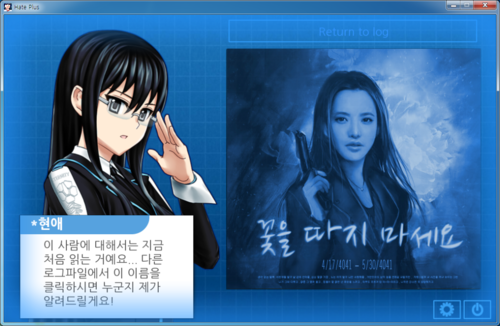 Hate Plus
Return to log
*현애
이 사람에 대해서는 지금
처음 읽는 거예요... 다른
로그파일에서 이 이름을
클릭하시면 누군지 제가
알려드릴게요!
꽃을 따지 마세요
4/17/4041 - 5/30/4041